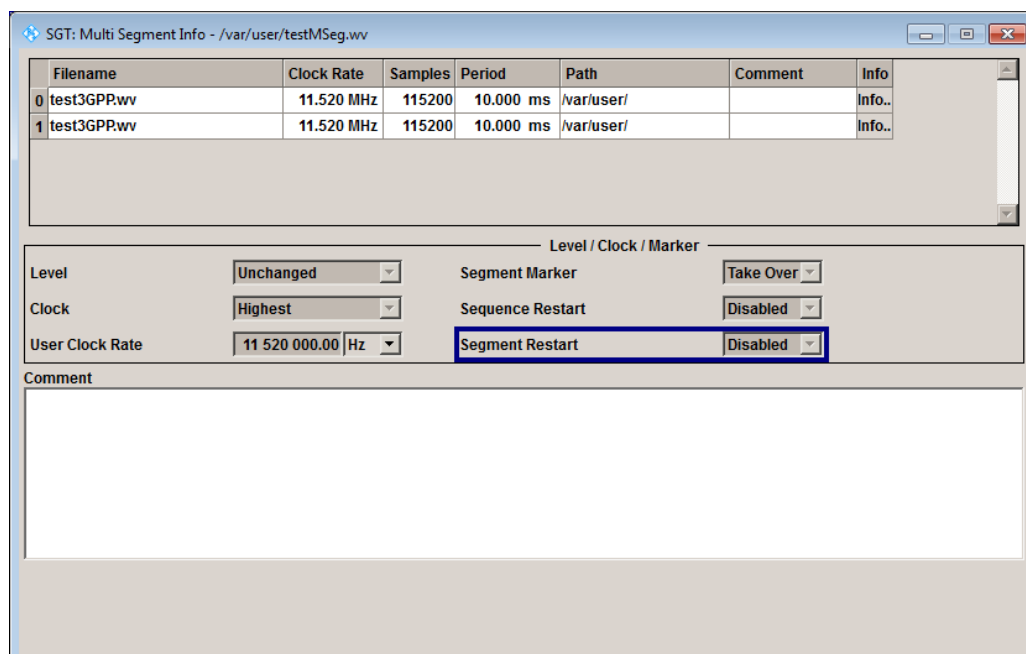 SGT: Multi Segment Info - /var/user/testMSeg.wv
Filename Clock Rate Samples Period Path Comment Info
0 test3GPP.wv 11.520 MHz 115200 10.000 ms /var/user/ Info..
1 test3GPP.wv 11.520 MHz 115200 10.000 ms /var/user/ Info..
Level / Clock / Marker
Level Unchanged Segment Marker Take Over
Clock Highest Sequence Restart Disabled
User Clock Rate 11 520 000.00 Hz Segment Restart Disabled
Comment